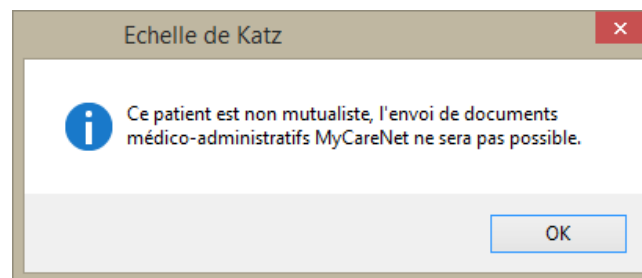 Echelle de Katz
Ce patient est non mutualiste, l'envoi de documents
médico-administratifs MyCareNet ne sera pas possible.
OK